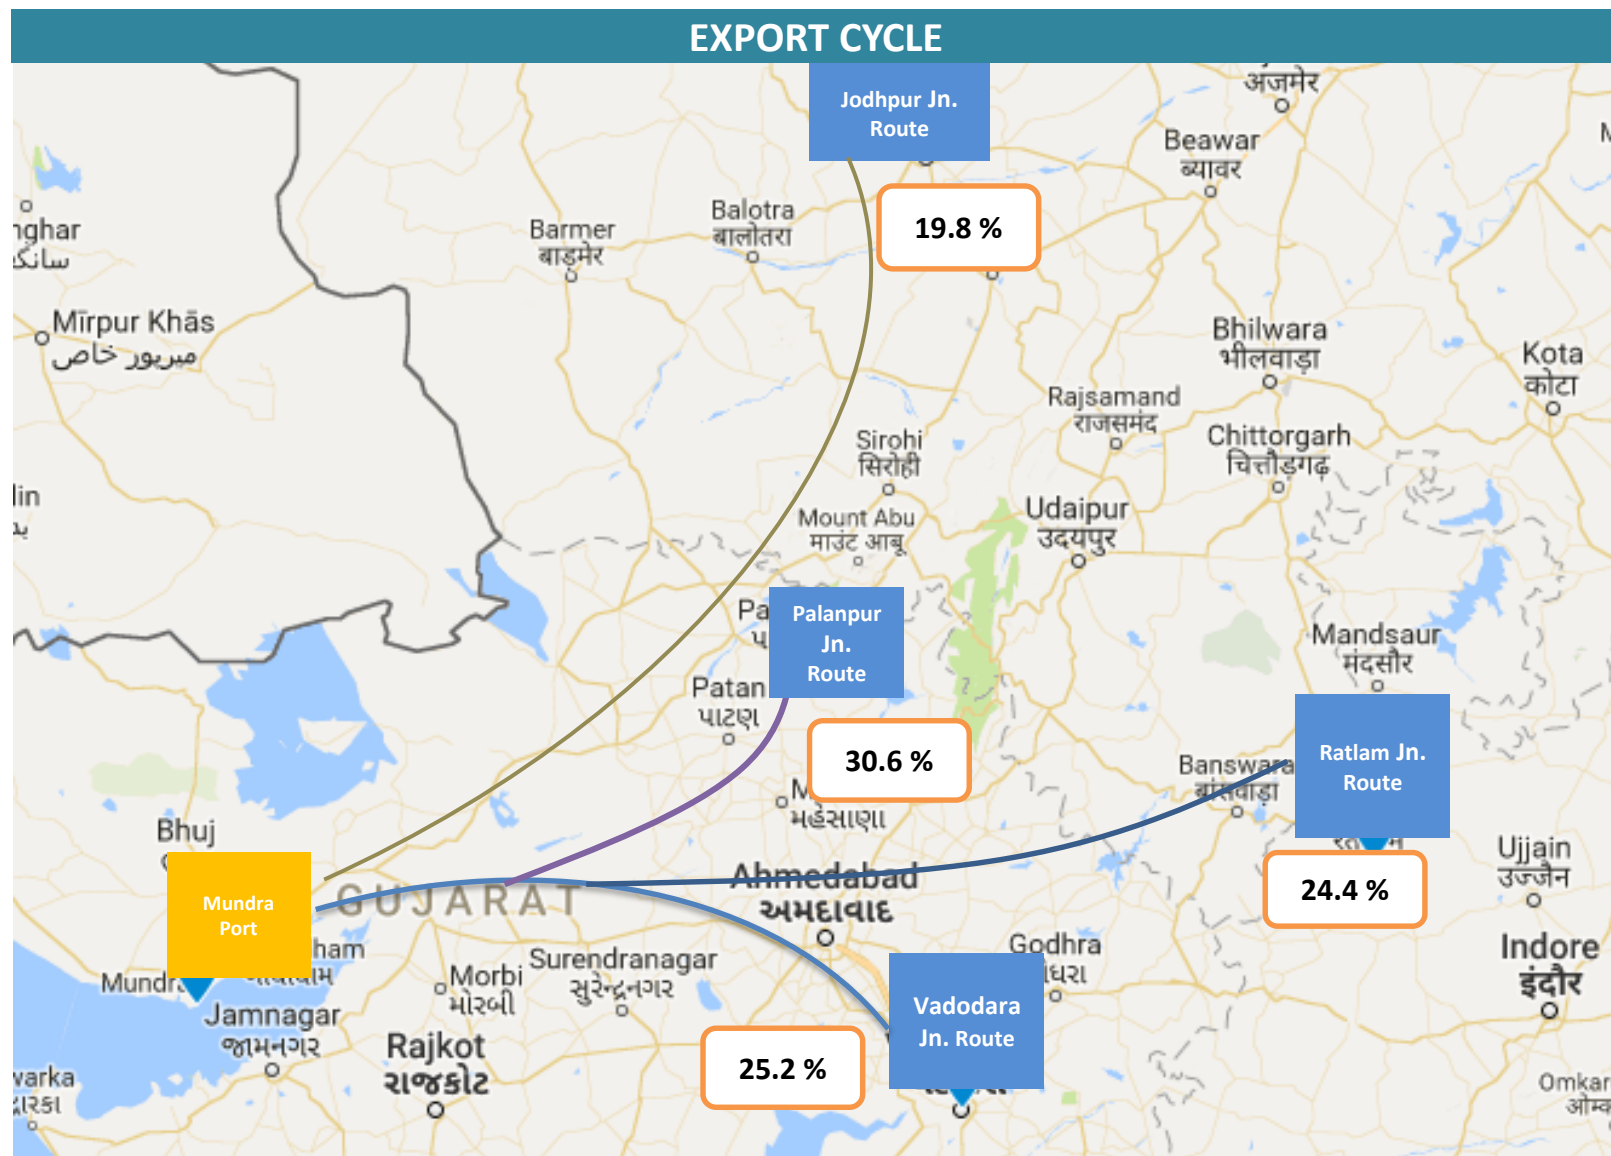 EXPORT CYCLE
अजमेर
Jodhpur Jn.
Route
Beawar
ब्यावर
19.8 %
Balotra
बालोतरा
Barmer
बाड़मेर
Mīrpur Khās
میرپور خاص
Bhilwara
भीलवाड़ा
Kota
कोटा
Rajsamand
राजसमंद
Chittorgarh
चित्तौड़गढ़
Sirohi
सिरोही
Udaipur
उदयपुर
Mount Abu
माउंट आबू
Palanpur
Jn.
Route
Mandsaur
मंदसौर
Patan
પાટણ
30.6 %
Ratlam Jn.
Route
Banswara
बांसवाड़ा
મહેસાણા
Bhuj
Ujjain
उज्जैन
24.4 %
Mundra
Port
GUJARAT
Ahmedabad
અમદાવાદ
Godhra
Indore
इंदौर
Surendranagar
સુરેન્દ્રનગર
Morbi
મોરબી
Vadodara
Jn. Route
Jamnagar
જામનગર
Rajkot
રાજકોટ
25.2 %